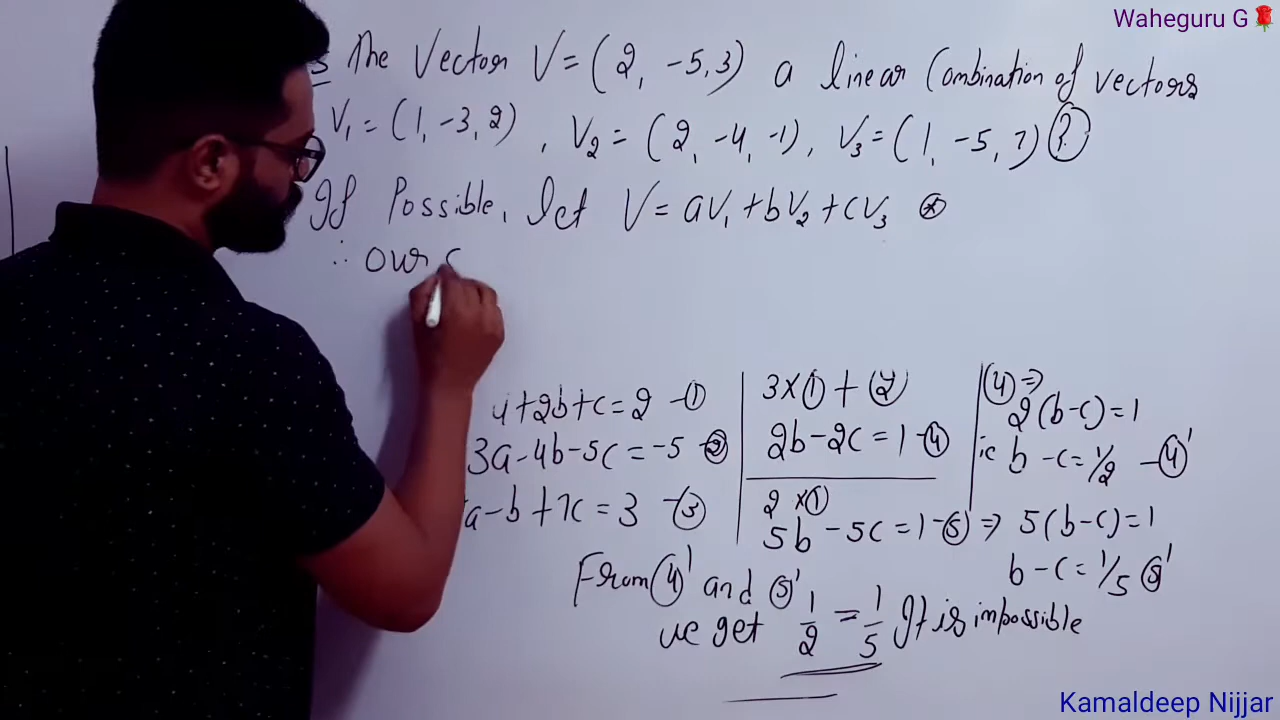 Waheguru G🌹
The Vector V = (2, -5, 3) a linear Combination of vectors
V₁ = (1, -3, 2), V₂ = (2, -4, -1), V₃ = (1, -5, 7) ?
If Possible, let V = aV₁ + bV₂ + cV₃ ⊛
∴ our
+2b+c=2 -①
3a-4b-5c=-5 -②
a-b+7c=3 -③
3×①+②
2b-2c=1-④
2×①
5b-5c=1-⑤ ⇒ 5(b-c)=1
b-c=1/5 ⑤'
④⇒
2(b-c)=1
ie b-c=1/2 -④'
From ④' and ⑤'
we get 1/2 = 1/5 It is impossible
Kamaldeep Nijjar